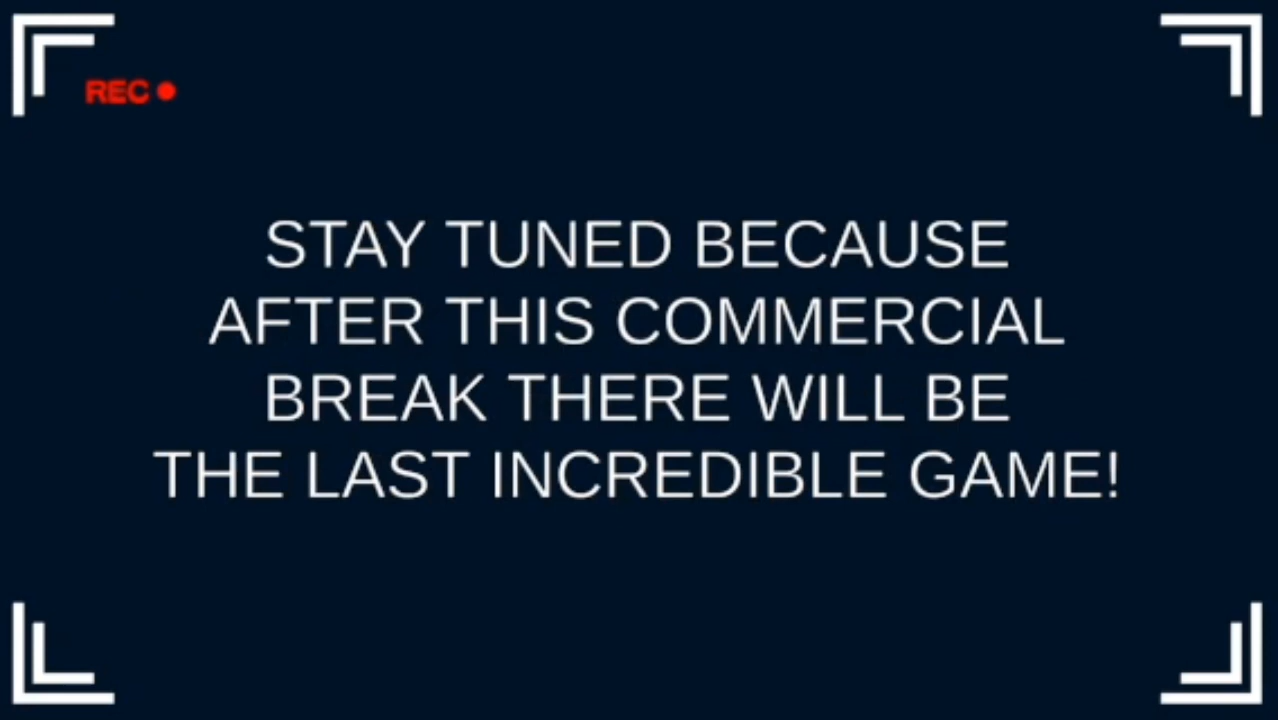 REC
STAY TUNED BECAUSE
AFTER THIS COMMERCIAL
BREAK THERE WILL BE
THE LAST INCREDIBLE GAME!